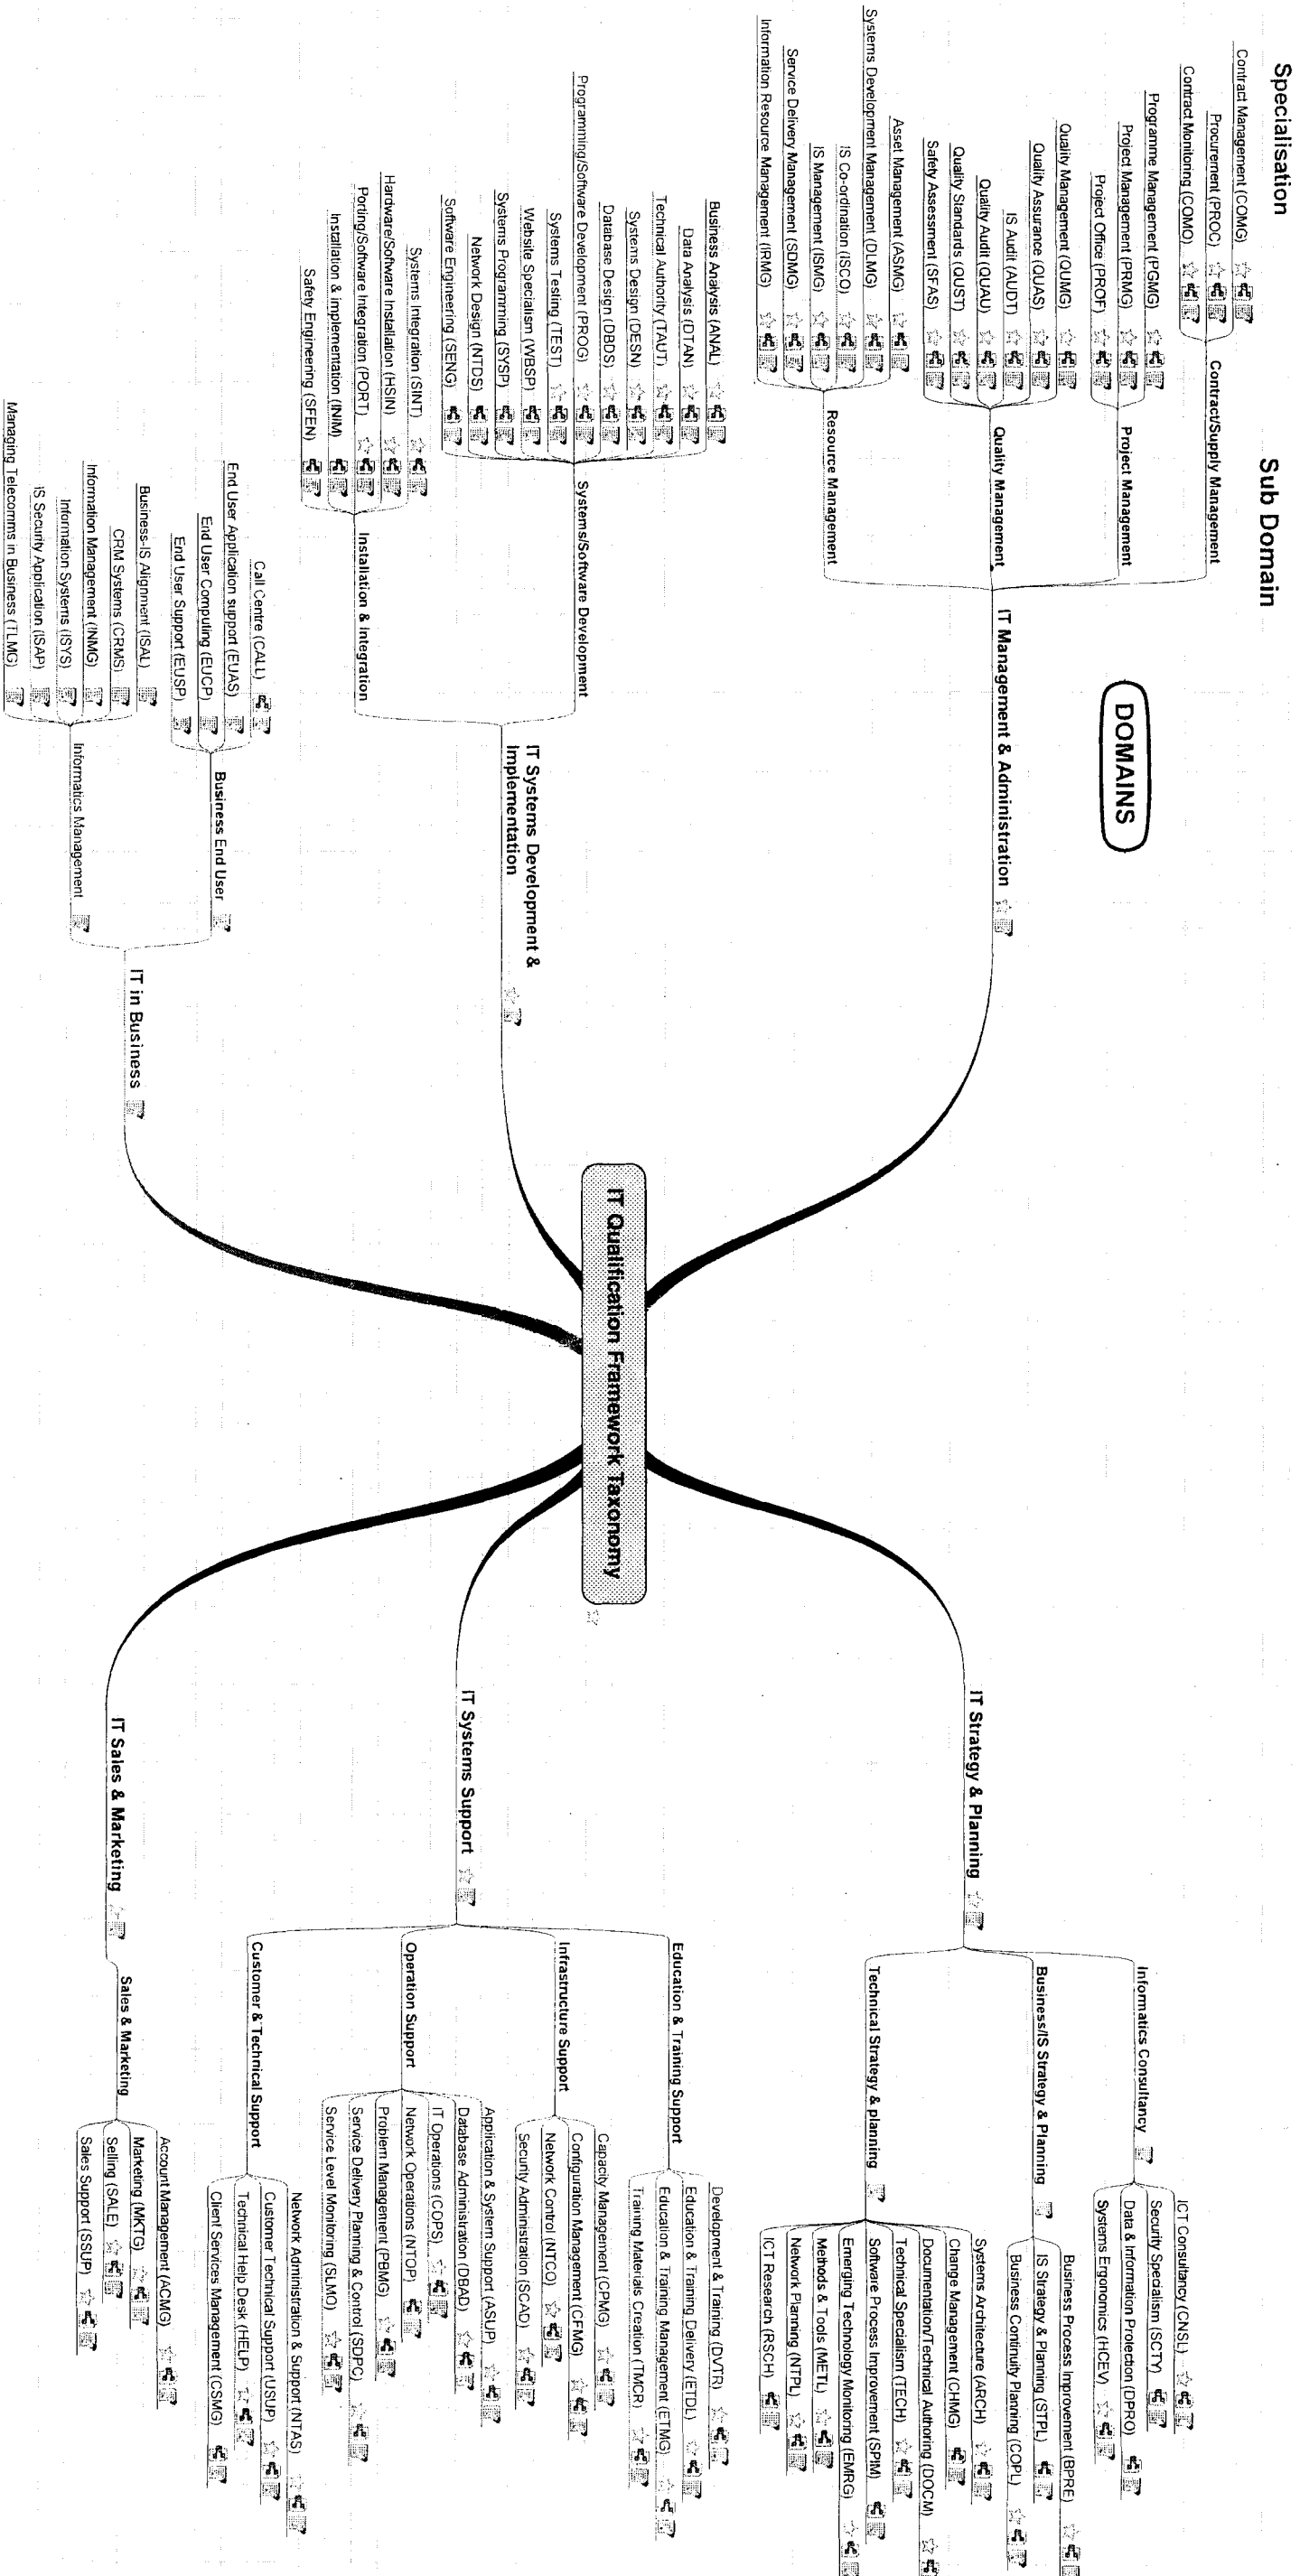 Specialisation
Sub Domain
DOMAINS
Contract Management (COMG)
Procurement (PROC)
Contract Monitoring (COMO)
Contract/Supply Management
Programme Management (PGMG)
Project Management (PRMG)
Project Office (PROF)
Project Management
Quality Management (QUMG)
Quality Assurance (QUAS)
IS Audit (AUDT)
Quality Audit (QUAU)
Quality Standards (QUST)
Safety Assessment (SFAS)
Quality Management
Asset Management (ASMG)
Systems Development Management (DLMG)
IS Co-ordination (ISCO)
IS Management (ISMG)
Service Delivery Management (SDMG)
Information Resource Management (IRMG)
Resource Management
IT Management & Administration
Business Analysis (ANAL)
Data Analysis (DTAN)
Technical Authority (TAUT)
Systems Design (DESN)
Database Design (DBDS)
Programming/Software Development (PROG)
Systems Testing (TEST)
Website Specialism (WBSP)
Systems Programming (SYSP)
Network Design (NTDS)
Software Engineering (SENG)
Systems/Software Development
Systems Integration (SINT)
Hardware/Software Installation (HSIN)
Porting/Software Integration (PORT)
Installation & implementation (INIM)
Safety Engineering (SFEN)
Installation & Integration
IT Systems Development &
Implementation
Call Centre (CALL)
End User Application support (EUAS)
End User Computing (EUCP)
End User Support (EUSP)
Business End User
Business-IS Alignment (ISAL)
CRM Systems (CRMS)
Information Management (INMG)
Information Systems (ISYS)
IS Security Application (ISAP)
Managing Telecomms in Business (TLMG)
Informatics Management
IT in Business
IT Qualification Framework Taxonomy
IT Strategy & Planning
Informatics Consultancy
ICT Consultancy (CNSL)
Security Specialism (SCTY)
Data & Information Protection (DPRO)
Systems Ergonomics (HCEV)
Business/IS Strategy & Planning
Business Process Improvement (BPRE)
IS Strategy & Planning (STPL)
Business Continuity Planning (COPL)
Technical Strategy & planning
Systems Architecture (ARCH)
Change Management (CHMG)
Documentation/Technical Authoring (DOCM)
Technical Specialism (TECH)
Software Process Improvement (SPIM)
Emerging Technology Monitoring (EMRG)
Methods & Tools (METL)
Network Planning (NTPL)
ICT Research (RSCH)
IT Systems Support
Education & Training Support
Development & Training (DVTR)
Education & Training Delivery (ETDL)
Education & Training Management (ETMG)
Training Materials Creation (TMCR)
Infrastructure Support
Capacity Management (CPMG)
Configuration Management (CFMG)
Network Control (NTCO)
Security Administration (SCAD)
Operation Support
Application & System Support (ASUP)
Database Administration (DBAD)
IT Operations (COPS)
Network Operations (NTOP)
Problem Management (PBMG)
Service Delivery Planning & Control (SDPC)
Service Level Monitoring (SLMO)
Customer & Technical Support
Network Administration & Support (NTAS)
Customer Technical Support (USUP)
Technical Help Desk (HELP)
Client Services Management (CSMG)
IT Sales & Marketing
Sales & Marketing
Account Management (ACMG)
Marketing (MKTG)
Selling (SALE)
Sales Support (SSUP)